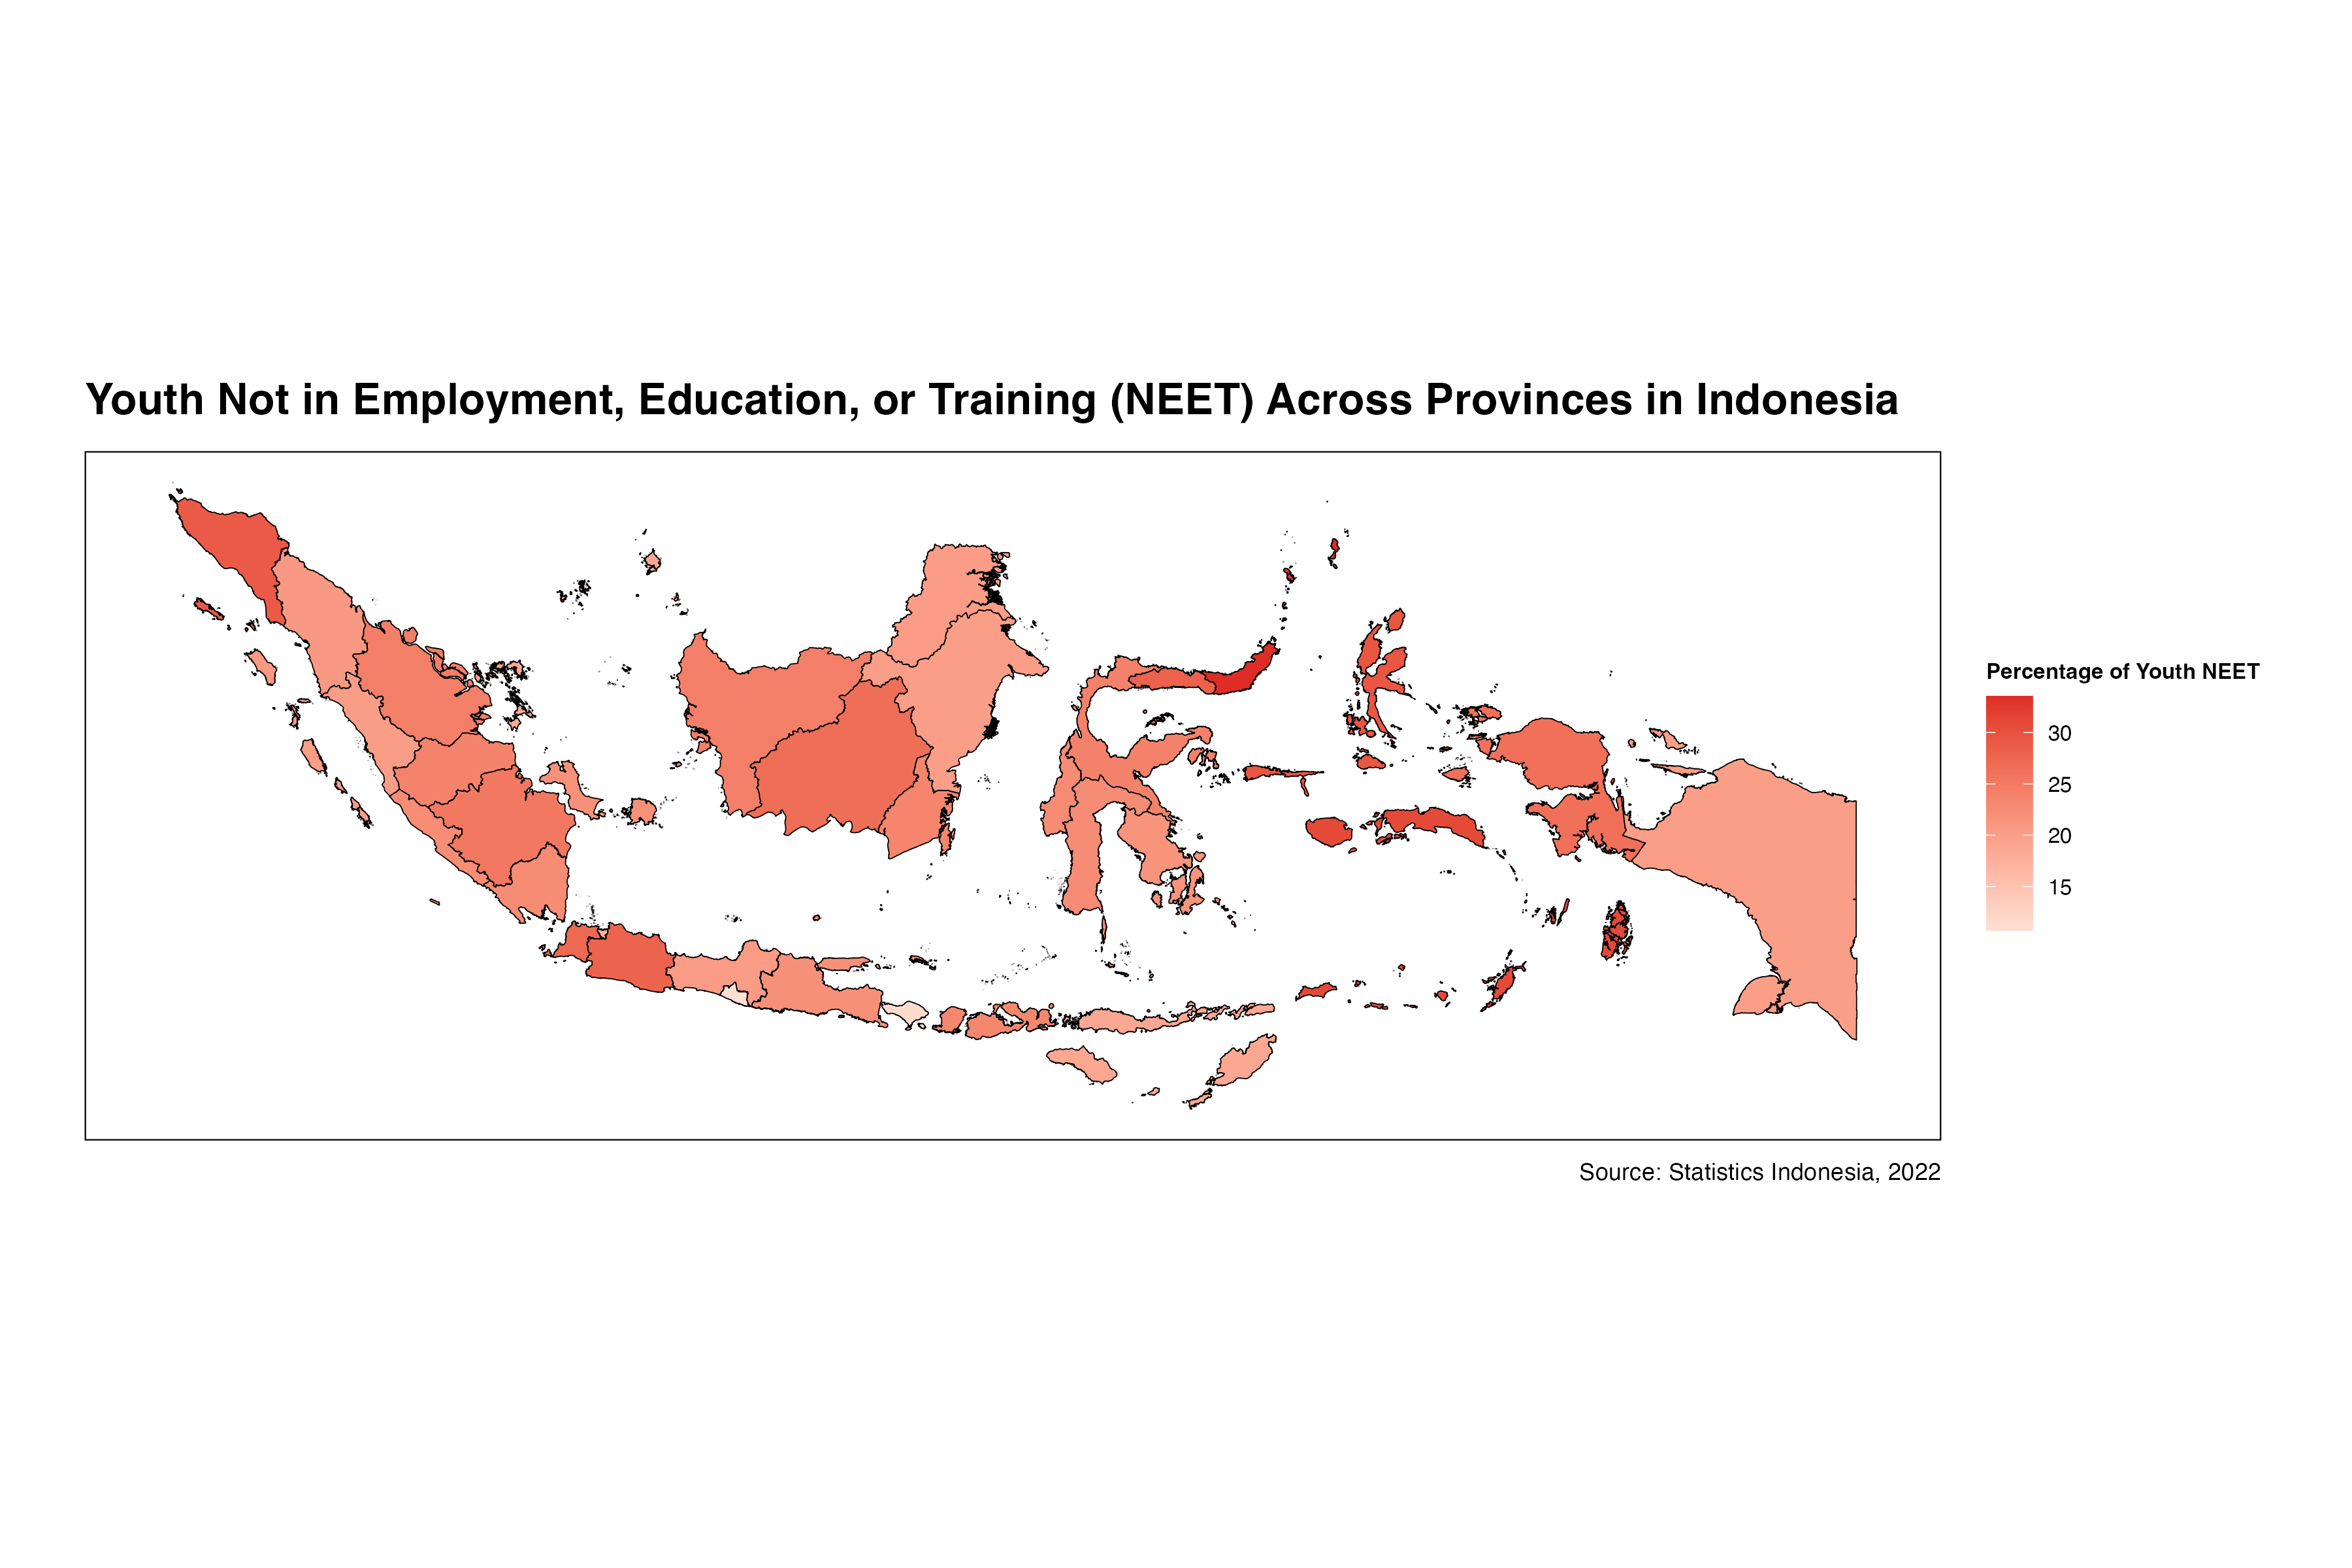 Youth Not in Employment, Education, or Training (NEET) Across Provinces in Indonesia
Percentage of Youth NEET
30
25
20
15
Source: Statistics Indonesia, 2022